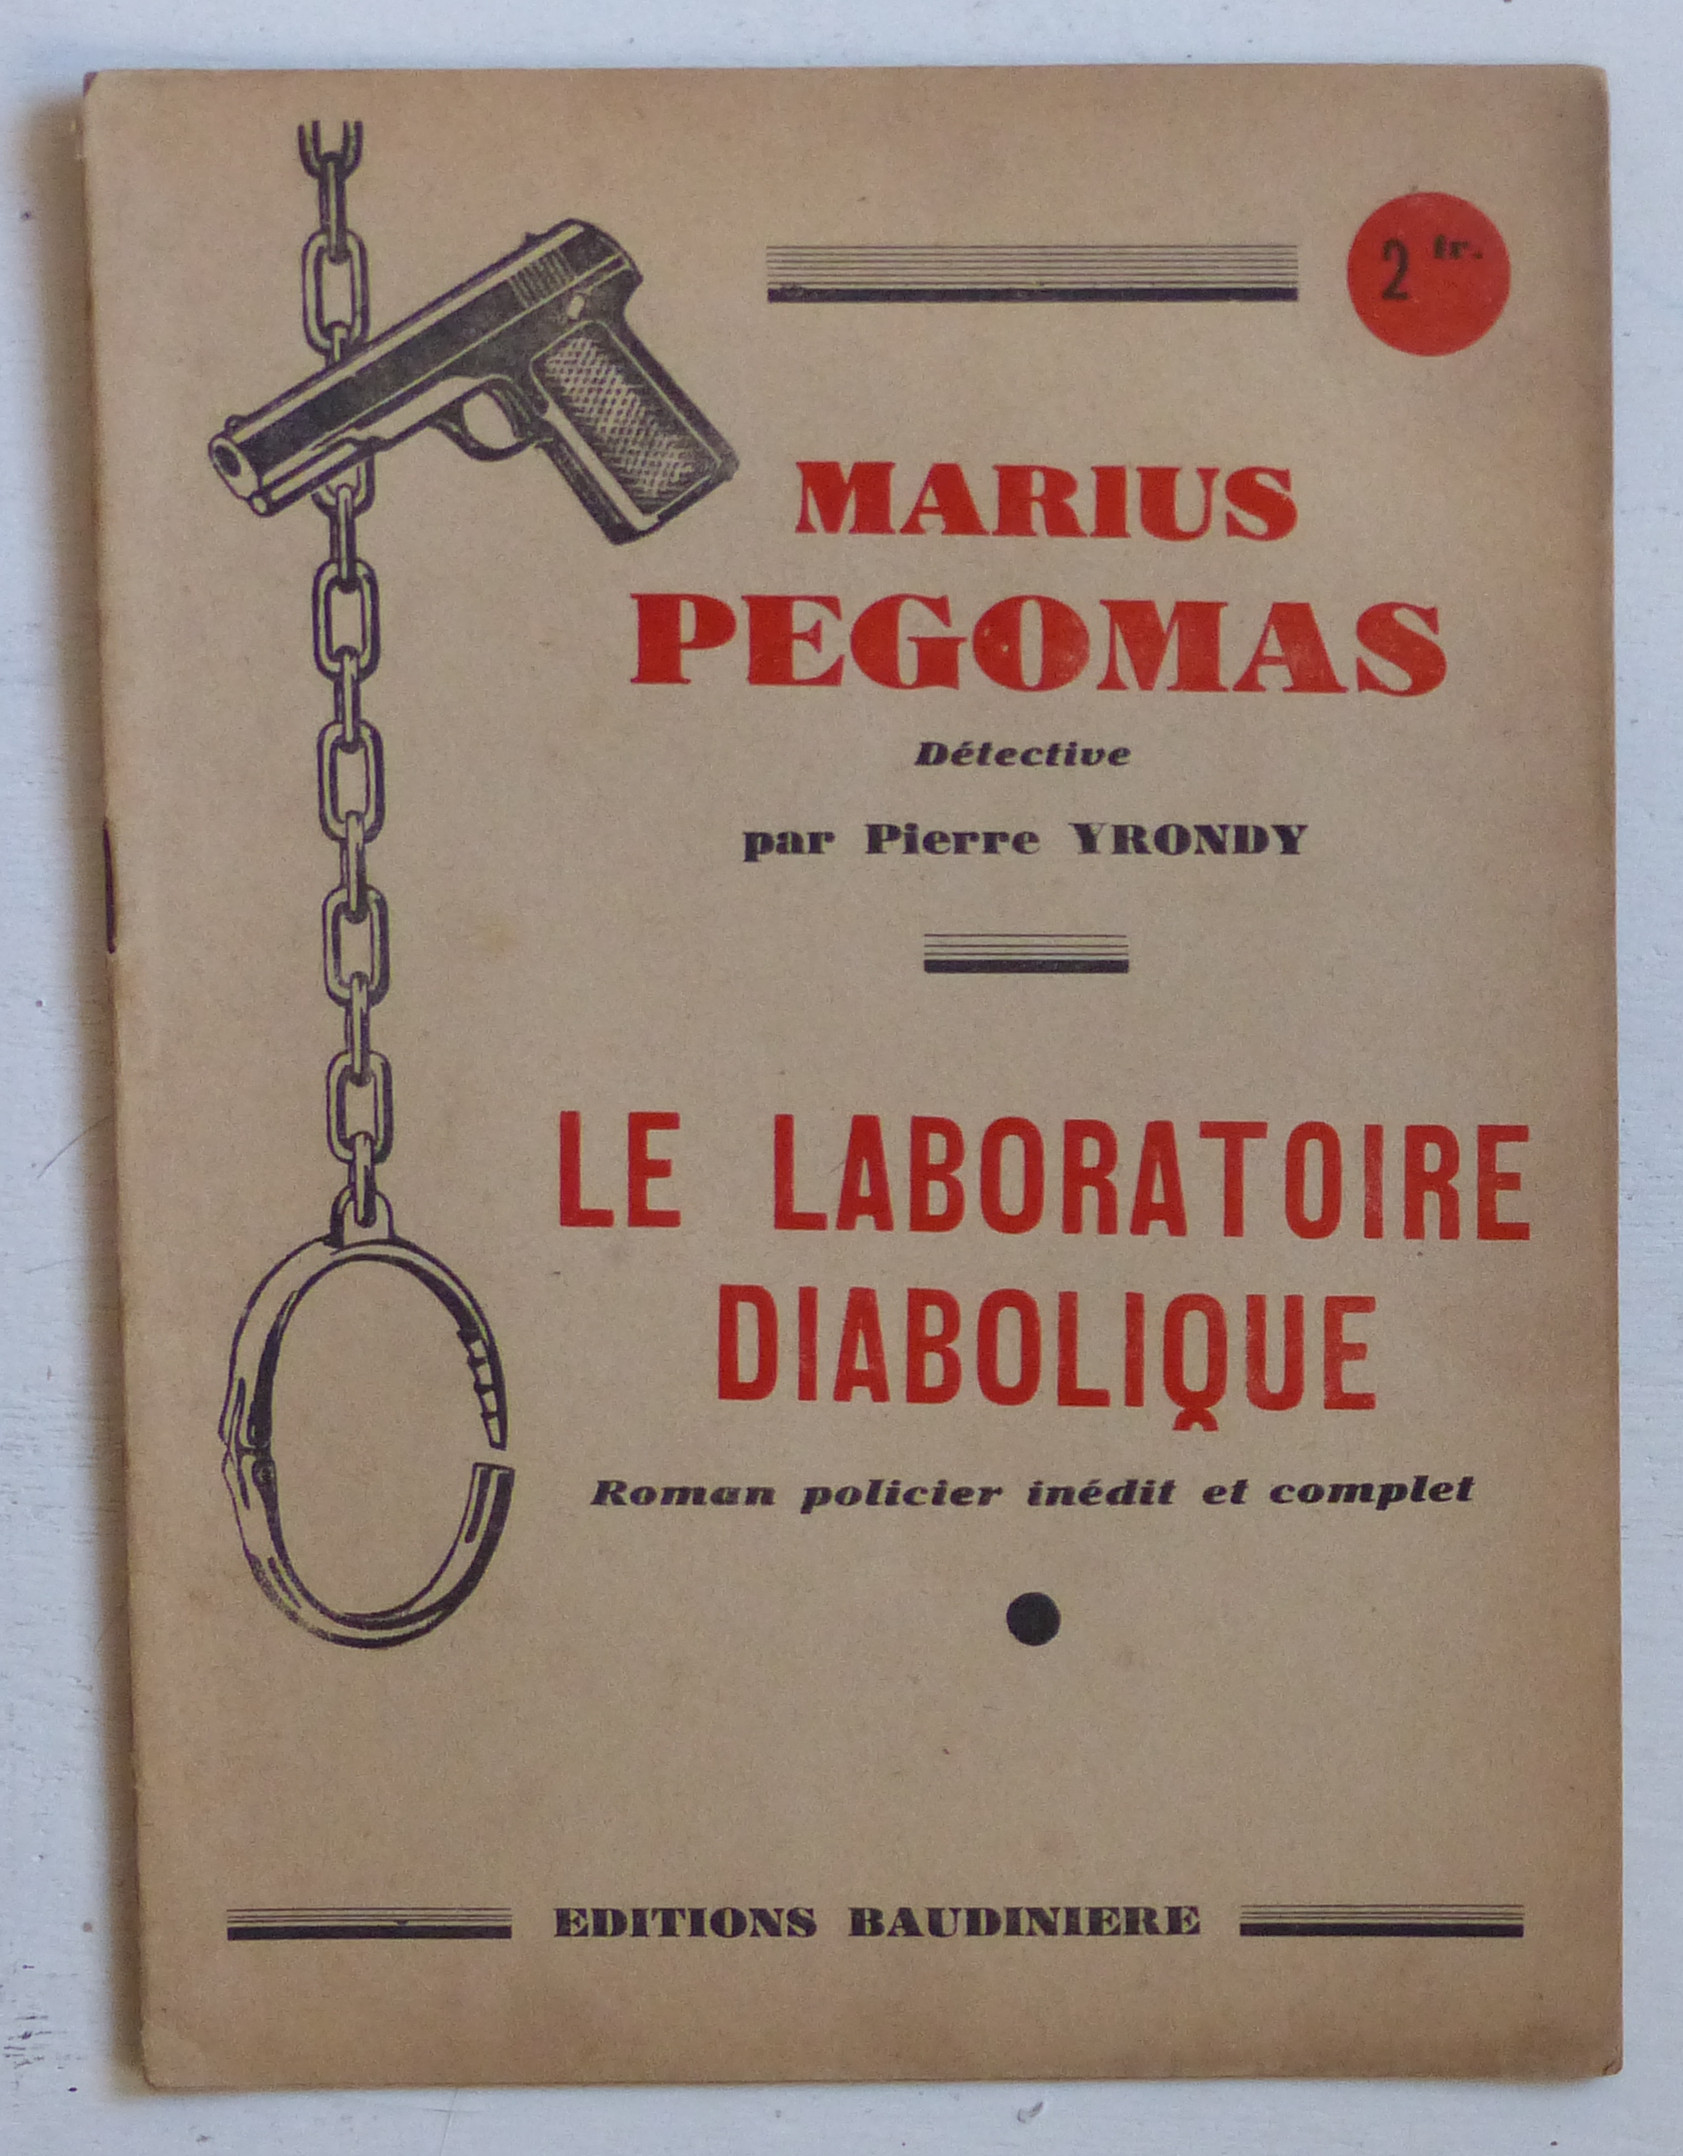 2 fr.
MARIUS
PEGOMAS
Détective
par Pierre YRONDY
LE LABORATOIRE
DIABOLIQUE
Roman policier inédit et complet
EDITIONS BAUDINIERE